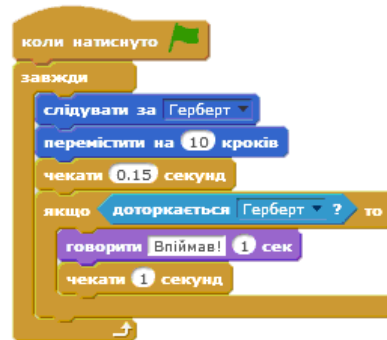 коли натиснуто
завжди
слідувати за Герберт
перемістити на 10 кроків
чекати 0.15 секунд
якщо доторкається Герберт ? то
говорити Впіймав! 1 сек
чекати 1 секунд